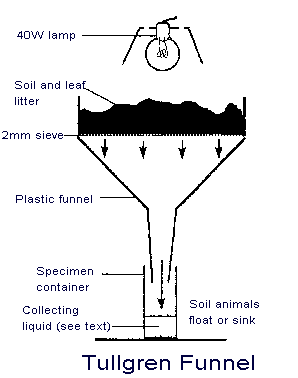 40W lamp
Soil and leaf
litter
2mm sieve
Plastic funnel
Specimen
container
Collecting
liquid (see text)
Soil animals
float or sink
Tullgren Funnel